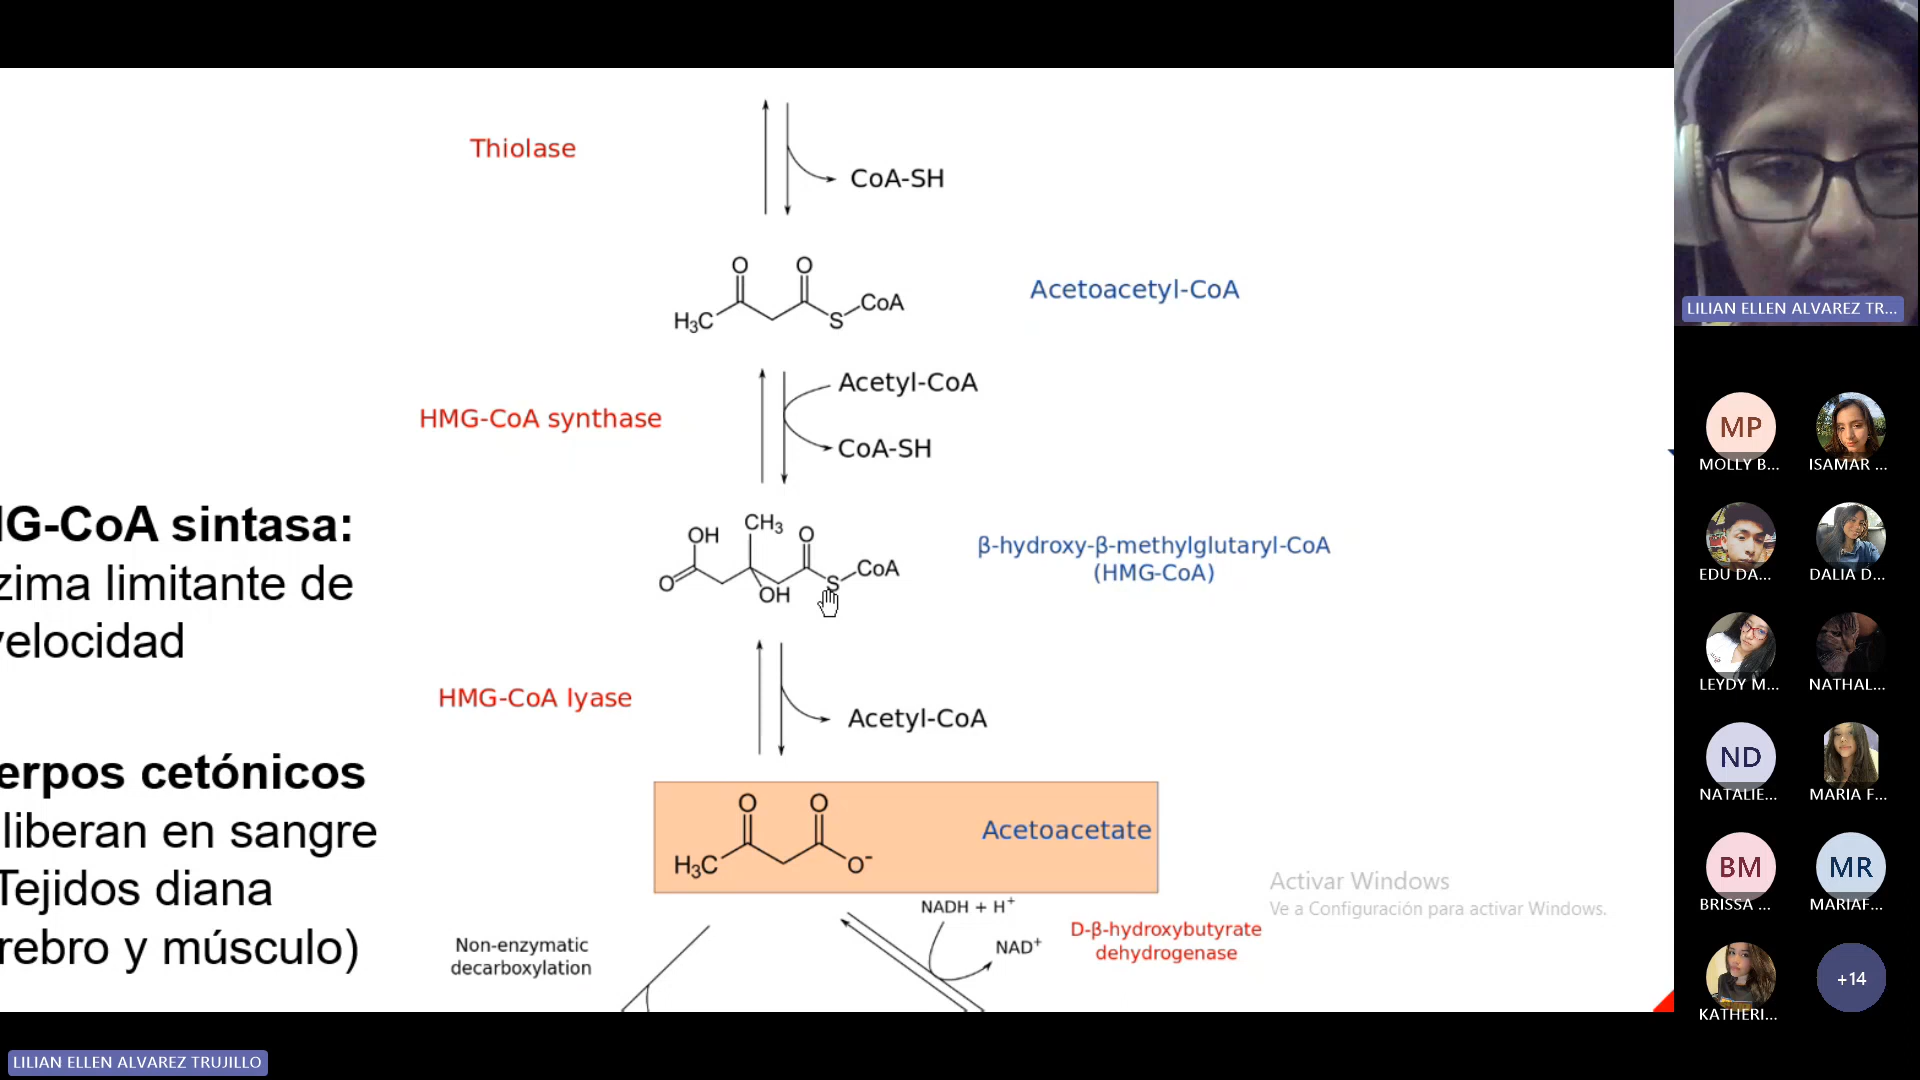 Thiolase
CoA-SH
H₃C
O
O
S
CoA
Acetoacetyl-CoA
HMG-CoA synthase
Acetyl-CoA
CoA-SH
OH
O
CH₃
OH
O
S
CoA
β-hydroxy-β-methylglutaryl-CoA
(HMG-CoA)
HMG-CoA lyase
Acetyl-CoA
H₃C
O
O
O⁻
Acetoacetate
NADH + H⁺
NAD⁺
D-β-hydroxybutyrate
dehydrogenase
Non-enzymatic
decarboxylation
IG-CoA sintasa:
zima limitante de
velocidad
erpos cetónicos
liberan en sangre
Tejidos diana
rebro y músculo)
Activar Windows
Ve a Configuración para activar Windows.
LILIAN ELLEN ALVAREZ TR...
MP
MOLLY B...
ISAMAR ...
EDU DA...
DALIA D...
LEYDY M...
NATHAL...
ND
NATALIE...
MARIA F...
BM
BRISSA ...
MR
MARIAF...
KATHERI...
+14
LILIAN ELLEN ALVAREZ TRUJILLO